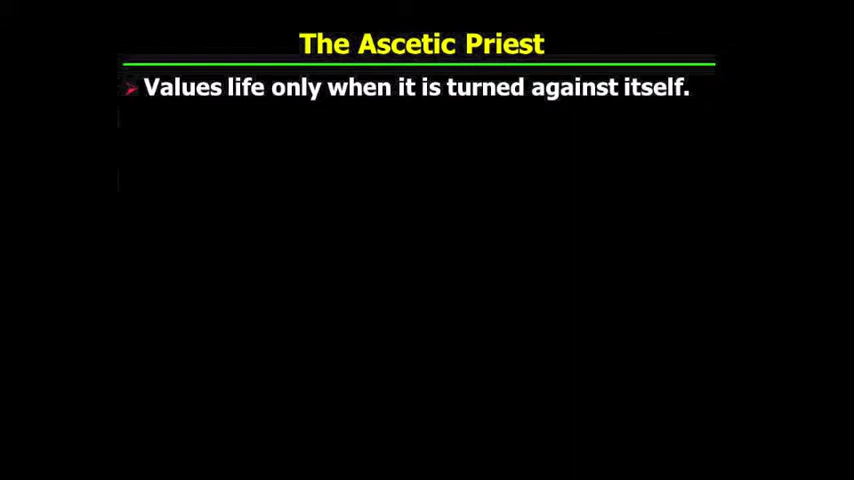 The Ascetic Priest
Values life only when it is turned against itself.